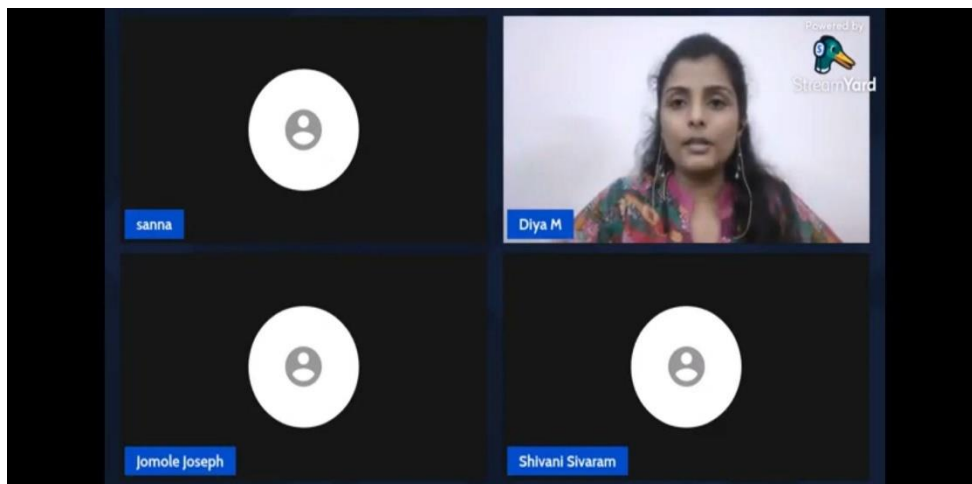 Powered by
StreamYard
sanna
Diya M
Jomole Joseph
Shivani Sivaram